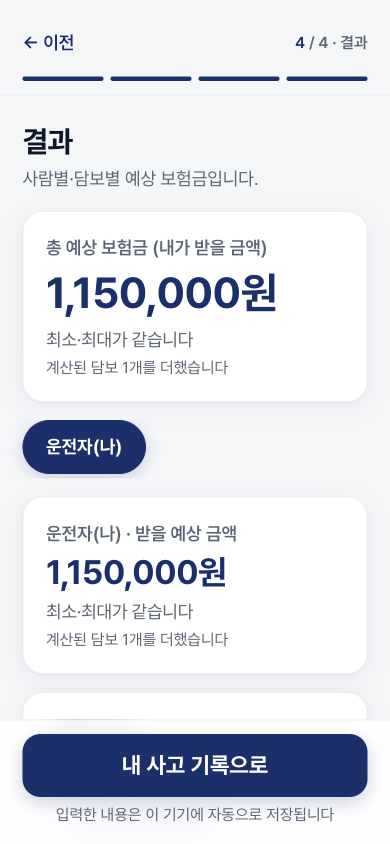 ← 이전
4 / 4 · 결과
결과
사람별·담보별 예상 보험금입니다.
총 예상 보험금 (내가 받을 금액)
1,150,000원
최소·최대가 같습니다
계산된 담보 1개를 더했습니다
운전자(나)
운전자(나) · 받을 예상 금액
1,150,000원
최소·최대가 같습니다
계산된 담보 1개를 더했습니다
내 사고 기록으로
입력한 내용은 이 기기에 자동으로 저장됩니다